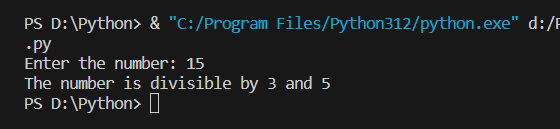 PS D:\Python> & "C:/Program Files/Python312/python.exe" d:/
.py
Enter the number: 15
The number is divisible by 3 and 5
PS D:\Python>